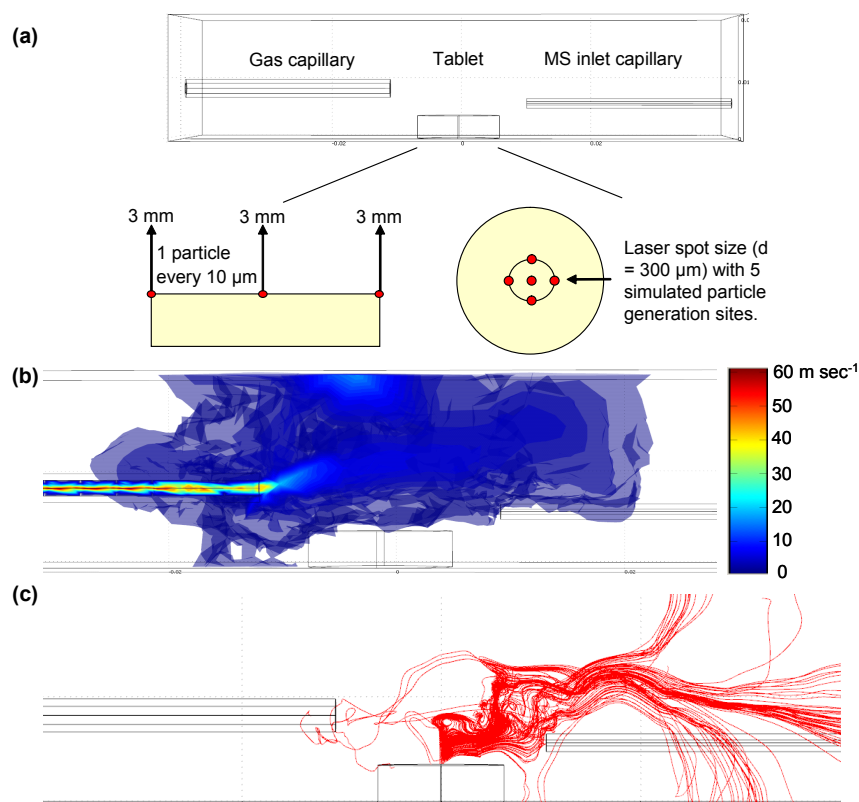 (a)
Gas capillary Tablet MS inlet capillary
-0.02 0 0.02
3 mm 3 mm 3 mm
1 particle
every 10 µm
Laser spot size (d
= 300 µm) with 5
simulated particle
generation sites.
(b)
60 m sec-1
50
40
30
20
10
0
-0.02 0 0.02
(c)